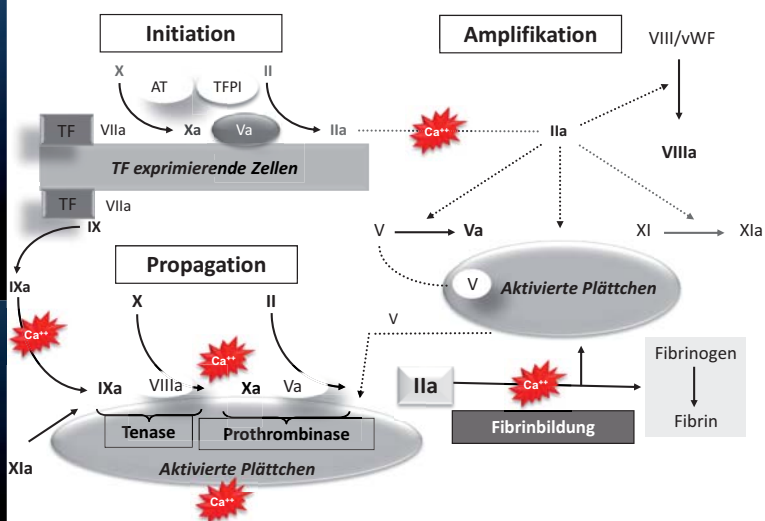 Initiation
X
AT
TFPI
II
TF
VIIa
Xa
Va
IIa
TF exprimierende Zellen
TF
VIIa
IX
IXa
Ca++
Amplifikation
VIII/vWF
Ca++
IIa
VIIIa
V
Va
XI
XIa
V
Aktivierte Plättchen
Propagation
X
II
V
Ca++
IXa
VIIIa
Xa
Va
Tenase
Prothrombinase
XIa
Aktivierte Plättchen
Ca++
IIa
Ca++
Fibrinbildung
Fibrinogen
Fibrin